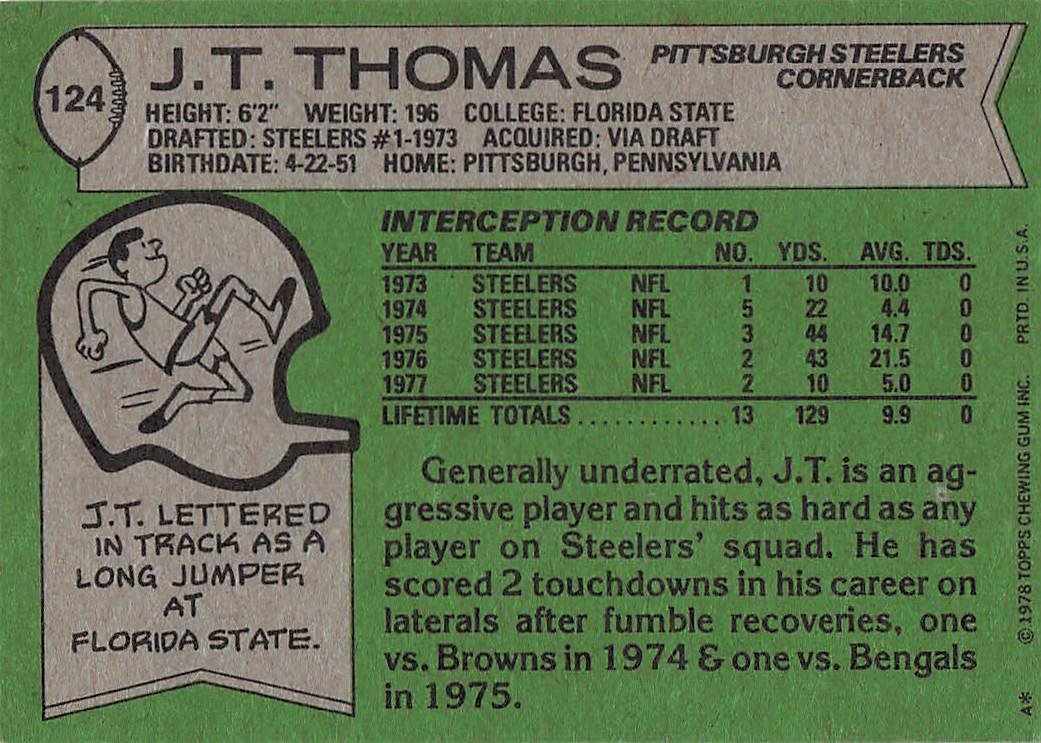 124
J.T. THOMAS
PITTSBURGH STEELERS
CORNERBACK
HEIGHT: 6'2" WEIGHT: 196 COLLEGE: FLORIDA STATE
DRAFTED: STEELERS #1-1973 ACQUIRED: VIA DRAFT
BIRTHDATE: 4-22-51 HOME: PITTSBURGH, PENNSYLVANIA
INTERCEPTION RECORD
YEAR TEAM NO. YDS. AVG. TDS.
1973 STEELERS NFL 1 10 10.0 0
1974 STEELERS NFL 5 22 4.4 0
1975 STEELERS NFL 3 44 14.7 0
1976 STEELERS NFL 2 43 21.5 0
1977 STEELERS NFL 2 10 5.0 0
LIFETIME TOTALS............ 13 129 9.9 0
Generally underrated, J.T. is an ag-
gressive player and hits as hard as any
player on Steelers' squad. He has
scored 2 touchdowns in his career on
laterals after fumble recoveries, one
vs. Browns in 1974 & one vs. Bengals
in 1975.
J.T. LETTERED
IN TRACK AS A
LONG JUMPER
AT
FLORIDA STATE.
A* © 1978 TOPPS CHEWING GUM INC. PRTD. IN U.S.A.